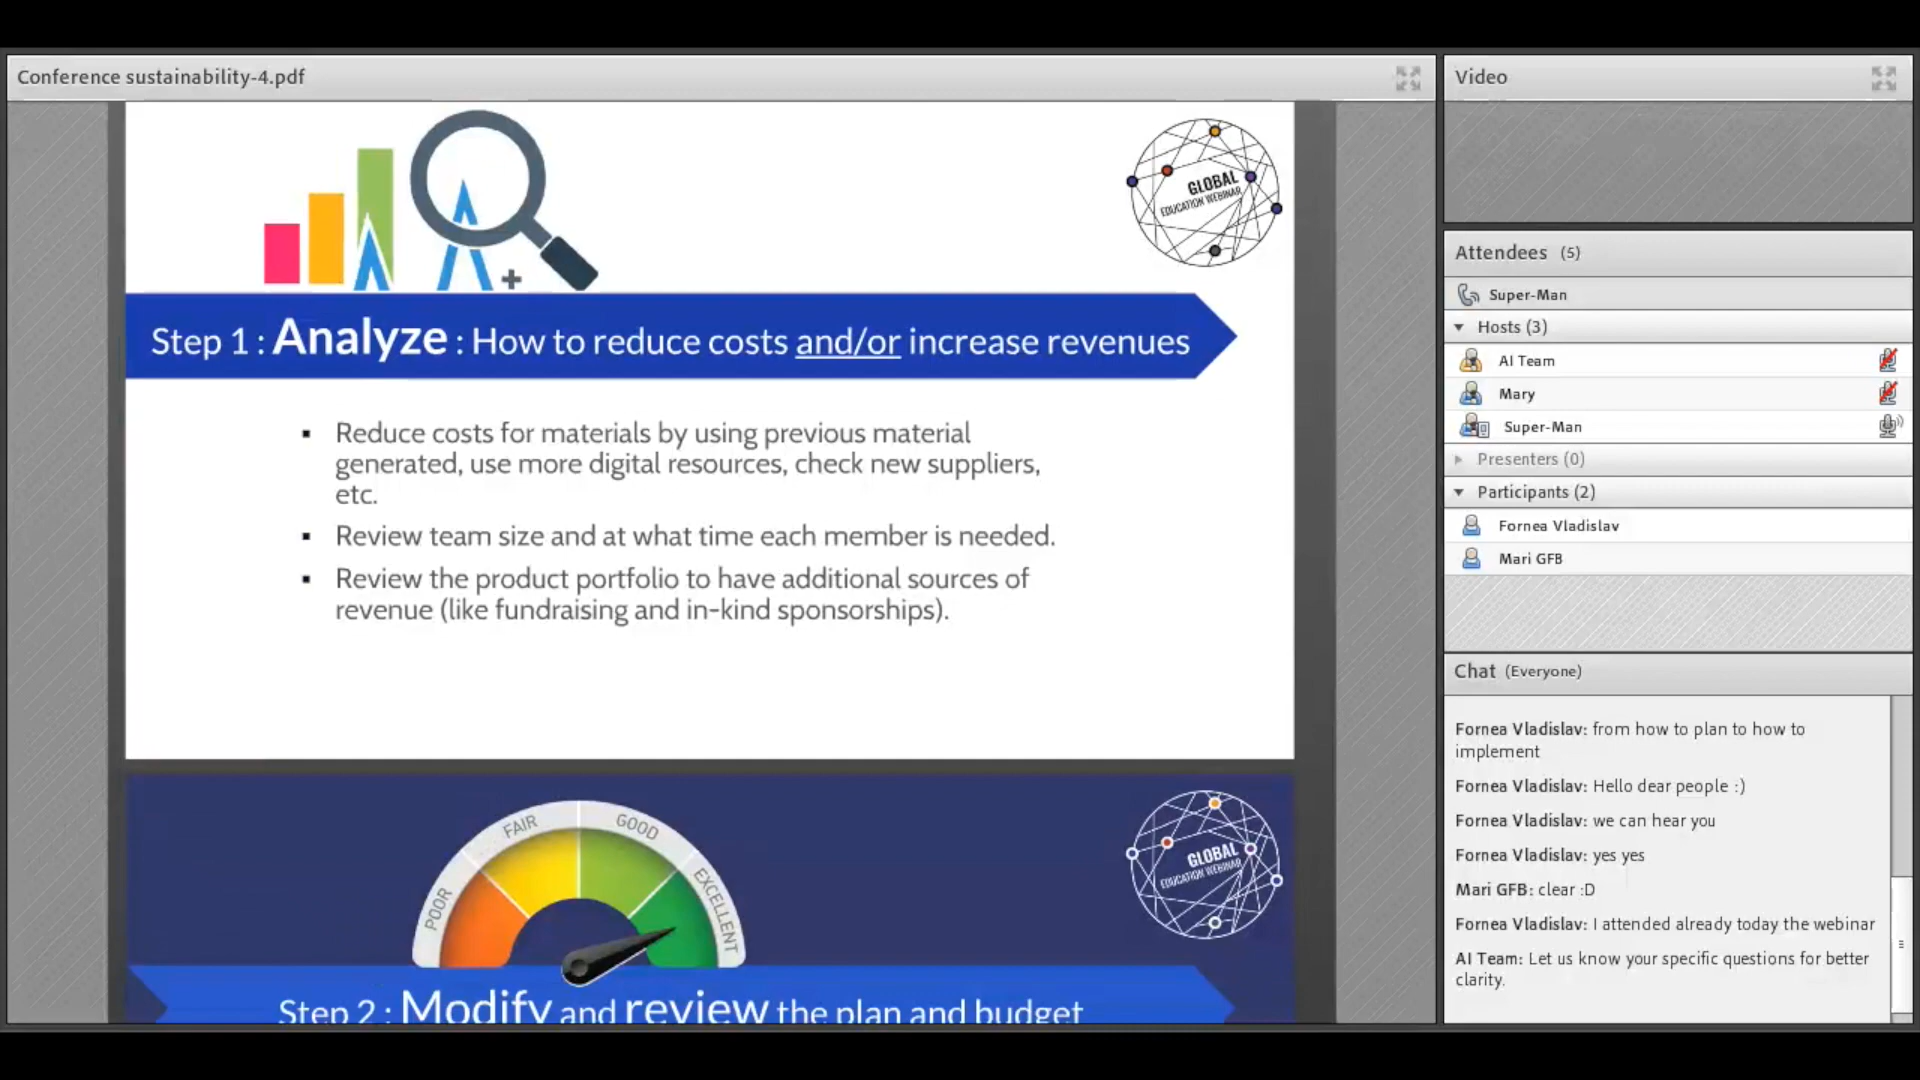 Conference sustainability-4.pdf
GLOBAL
EDUCATION WEBINAR
Step 1 : Analyze : How to reduce costs and/or increase revenues
▪ Reduce costs for materials by using previous material
generated, use more digital resources, check new suppliers,
etc.
▪ Review team size and at what time each member is needed.
▪ Review the product portfolio to have additional sources of
revenue (like fundraising and in-kind sponsorships).
POOR
FAIR
GOOD
EXCELLENT
GLOBAL
EDUCATION WEBINAR
Step 2 : Modify and review the plan and budget
Video
Attendees (5)
Super-Man
Hosts (3)
AI Team
Mary
Super-Man
Presenters (0)
Participants (2)
Fornea Vladislav
Mari GFB
Chat (Everyone)
Fornea Vladislav: from how to plan to how to
implement
Fornea Vladislav: Hello dear people :)
Fornea Vladislav: we can hear you
Fornea Vladislav: yes yes
Mari GFB: clear :D
Fornea Vladislav: I attended already today the webinar
AI Team: Let us know your specific questions for better
clarity.